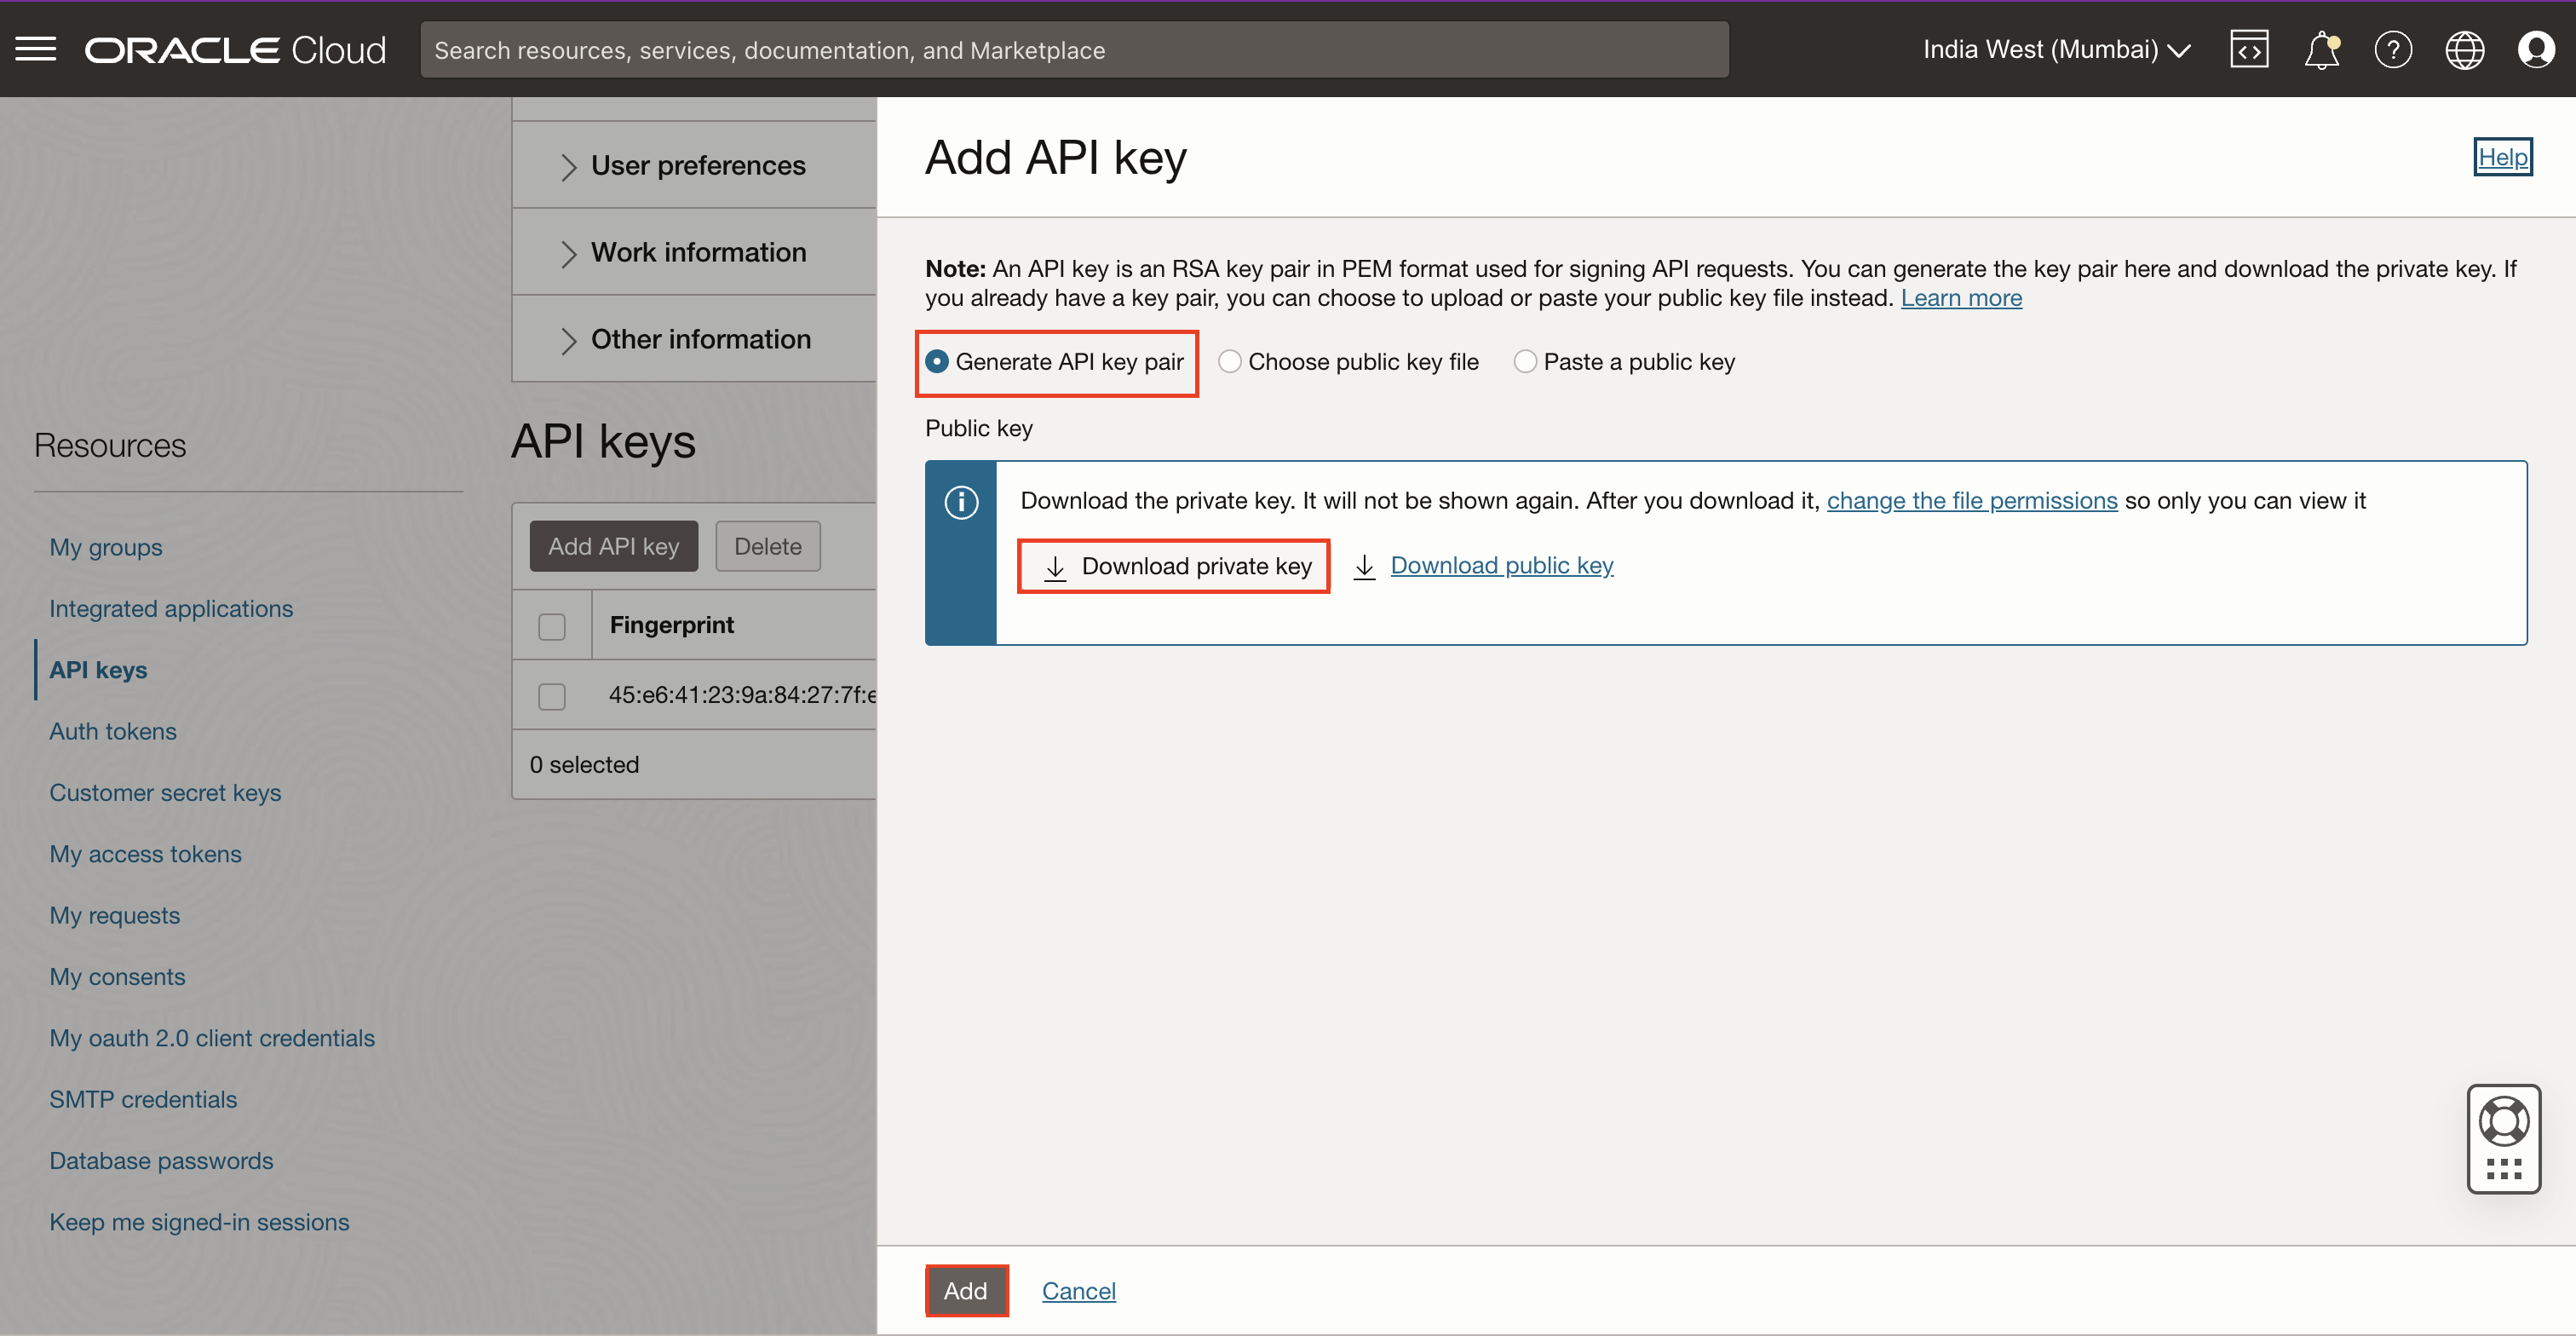 ORACLE Cloud
Search resources, services, documentation, and Marketplace
India West (Mumbai)
User preferences
Work information
Other information
Resources
My groups
Integrated applications
API keys
Auth tokens
Customer secret keys
My access tokens
My requests
My consents
My oauth 2.0 client credentials
SMTP credentials
Database passwords
Keep me signed-in sessions
API keys
Add API key
Delete
Fingerprint
45:e6:41:23:9a:84:27:7f:e
0 selected
Add API key
Help
Note: An API key is an RSA key pair in PEM format used for signing API requests. You can generate the key pair here and download the private key. If
you already have a key pair, you can choose to upload or paste your public key file instead. Learn more
Generate API key pair
Choose public key file
Paste a public key
Public key
Download the private key. It will not be shown again. After you download it, change the file permissions so only you can view it
Download private key
Download public key
Add
Cancel